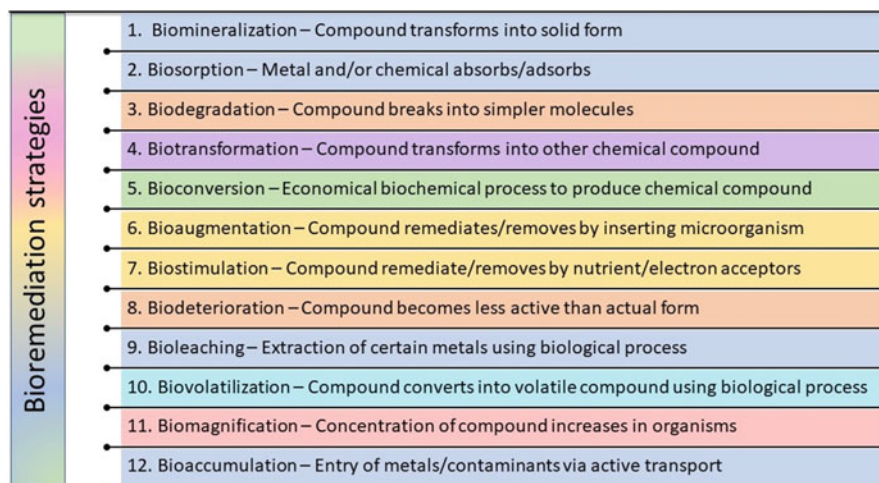 Bioremediation strategies
1. Biomineralization – Compound transforms into solid form
2. Biosorption – Metal and/or chemical absorbs/adsorbs
3. Biodegradation – Compound breaks into simpler molecules
4. Biotransformation – Compound transforms into other chemical compound
5. Bioconversion – Economical biochemical process to produce chemical compound
6. Bioaugmentation – Compound remediates/removes by inserting microorganism
7. Biostimulation – Compound remediate/removes by nutrient/electron acceptors
8. Biodeterioration – Compound becomes less active than actual form
9. Bioleaching – Extraction of certain metals using biological process
10. Biovolatilization – Compound converts into volatile compound using biological process
11. Biomagnification – Concentration of compound increases in organisms
12. Bioaccumulation – Entry of metals/contaminants via active transport